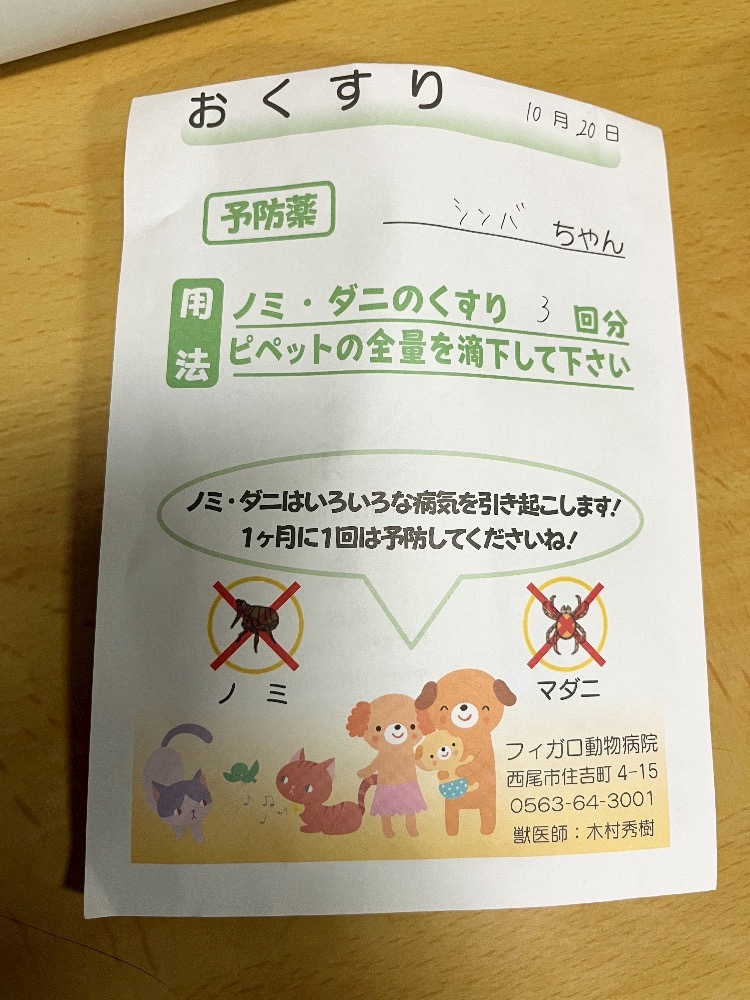 おくすり
10月20日
予防薬
シンバ ちゃん
用法
ノミ・ダニのくすり 3 回分
ピペットの全量を滴下して下さい
ノミ・ダニはいろいろな病気を引き起こします!
1ヶ月に1回は予防してくださいね!
ノミ
マダニ
フィガロ動物病院
西尾市住吉町 4-15
0563-64-3001
獣医師：木村秀樹